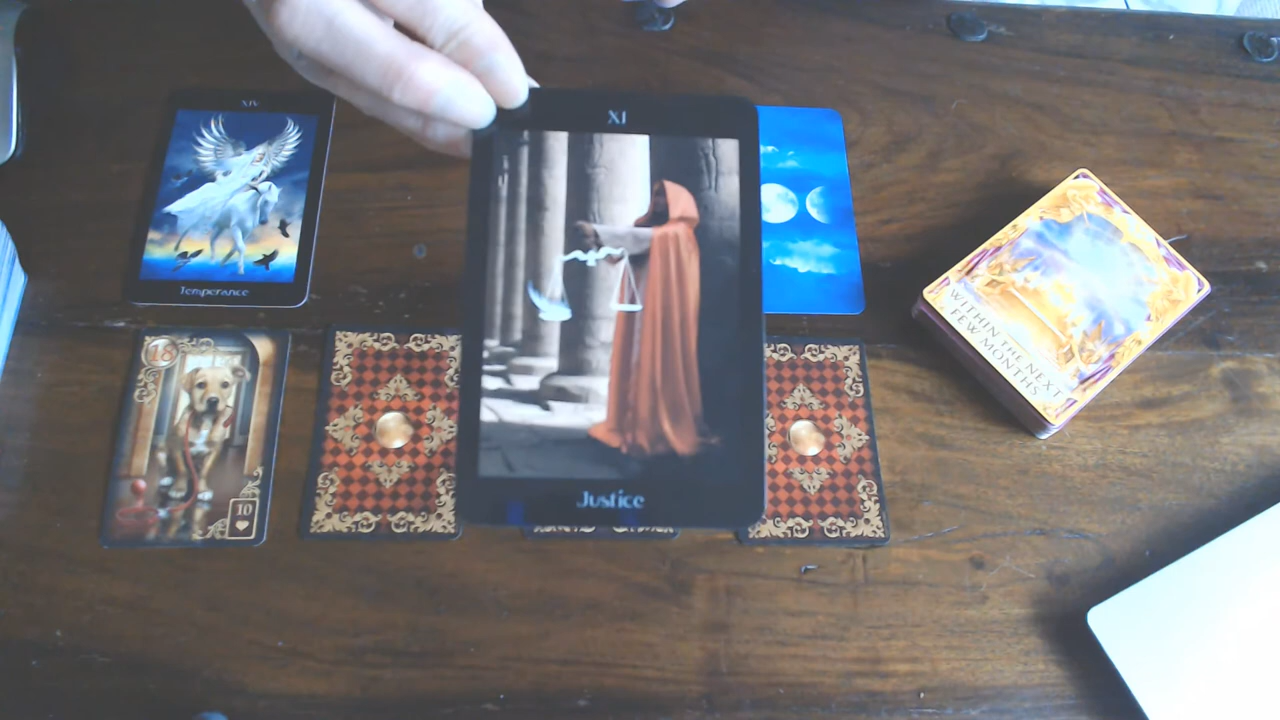 XIV
Temperance
XI
Justice
18
10
WITHIN THE NEXT
FEW MONTHS